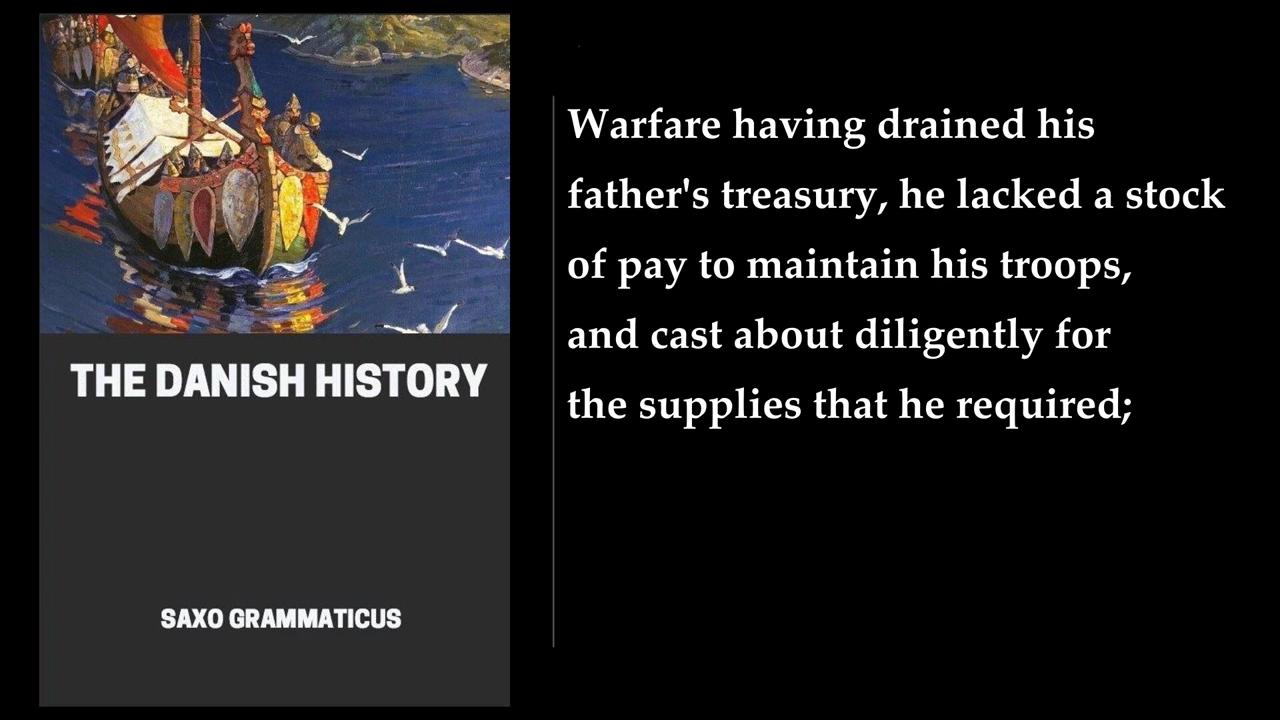 THE DANISH HISTORY
SAXO GRAMMATICUS
Warfare having drained his
father's treasury, he lacked a stock
of pay to maintain his troops,
and cast about diligently for
the supplies that he required;